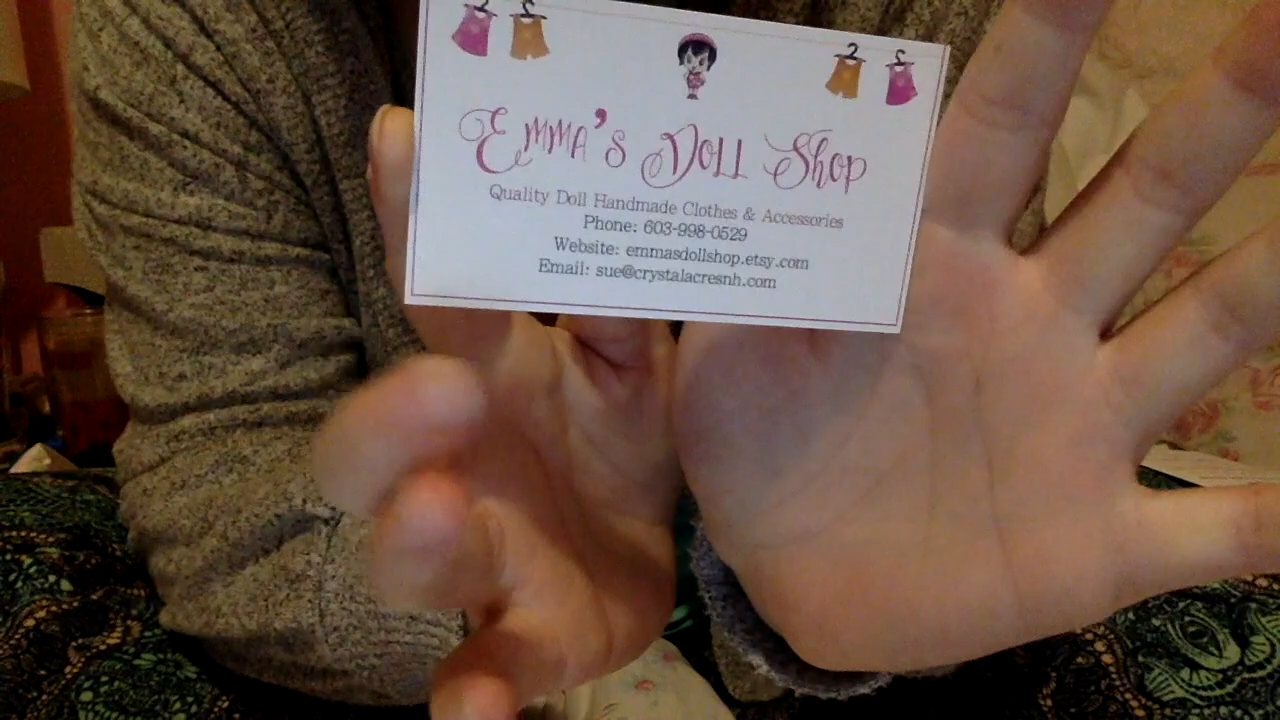 Emma's Doll Shop
Quality Doll Handmade Clothes & Accessories
Phone: 603-998-0529
Website: emmasdollshop.etsy.com
Email: sue@crystalacresnh.com